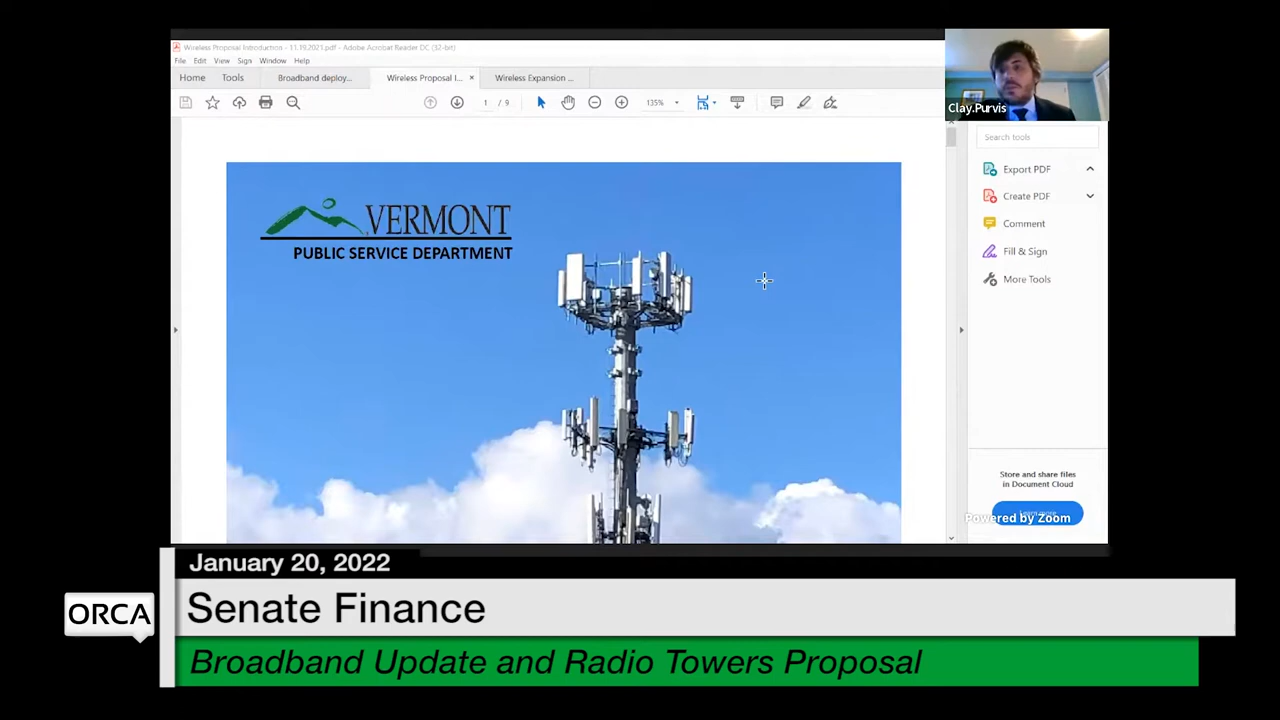 Wireless Proposal Introduction - 11.19.2021.pdf - Adobe Acrobat Reader DC (32-bit)
File Edit View Sign Window Help
Home Tools Broadband deploy... Wireless Proposal I... × Wireless Expansion ...
1 / 9 135%
Clay.Purvis
Search tools
Export PDF
Create PDF
Comment
Fill & Sign
More Tools
VERMONT
PUBLIC SERVICE DEPARTMENT
Store and share files
in Document Cloud
Powered by Zoom
January 20, 2022
ORCA
Senate Finance
Broadband Update and Radio Towers Proposal